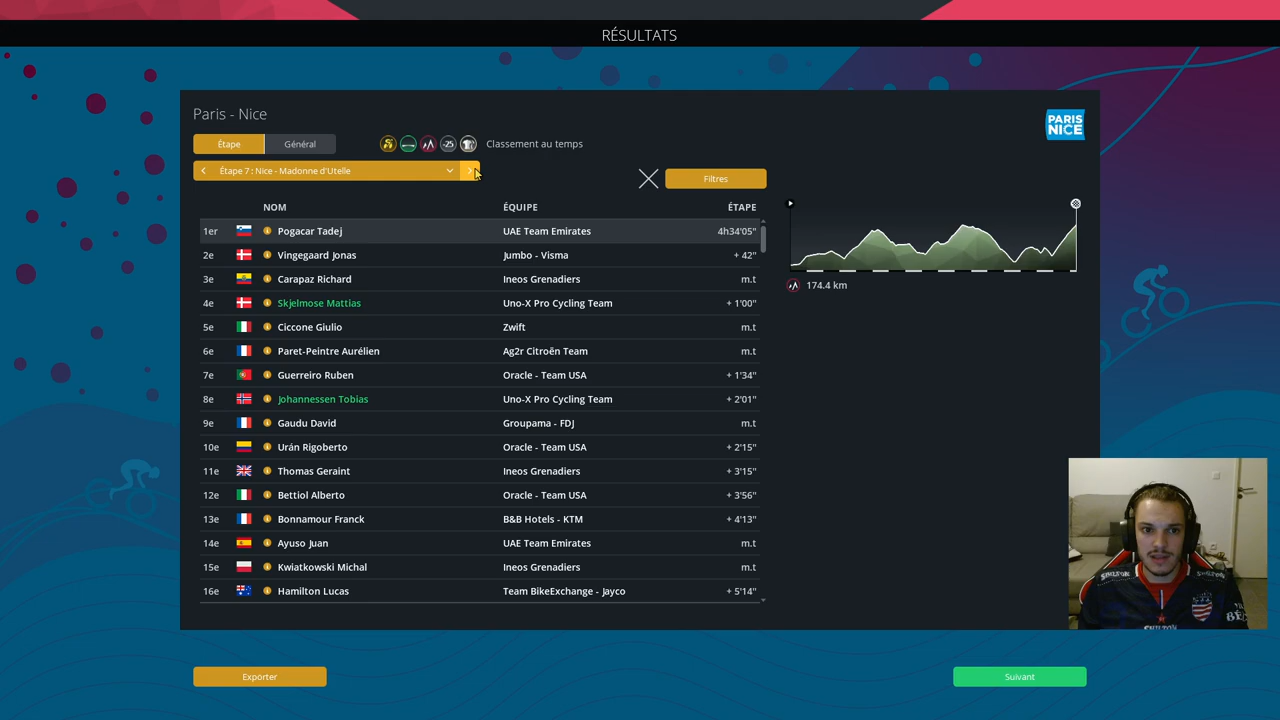 RÉSULTATS
Paris - Nice
PARIS
NICE
Étape Général -25 Classement au temps
Étape 7 : Nice - Madonne d'Utelle
Filtres
NOM ÉQUIPE ÉTAPE
1er Pogacar Tadej UAE Team Emirates 4h34'05''
2e Vingegaard Jonas Jumbo - Visma + 42''
3e Carapaz Richard Ineos Grenadiers m.t
4e Skjelmose Mattias Uno-X Pro Cycling Team + 1'00''
5e Ciccone Giulio Zwift m.t
6e Paret-Peintre Aurélien Ag2r Citroën Team m.t
7e Guerreiro Ruben Oracle - Team USA + 1'34''
8e Johannessen Tobias Uno-X Pro Cycling Team + 2'01''
9e Gaudu David Groupama - FDJ m.t
10e Urán Rigoberto Oracle - Team USA + 2'15''
11e Thomas Geraint Ineos Grenadiers + 3'15''
12e Bettiol Alberto Oracle - Team USA + 3'56''
13e Bonnamour Franck B&B Hotels - KTM + 4'13''
14e Ayuso Juan UAE Team Emirates m.t
15e Kwiatkowski Michal Ineos Grenadiers m.t
16e Hamilton Lucas Team BikeExchange - Jayco + 5'14''
174.4 km
Exporter
Suivant